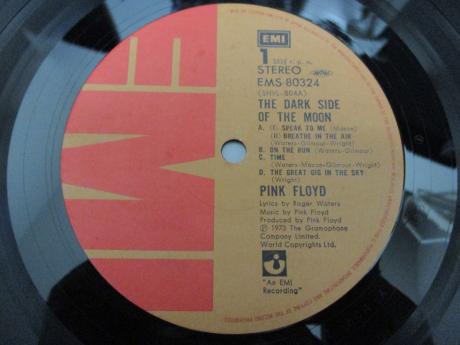 EMI
EMI
1 33⅓ r.p.m.
STEREO
EMS-80324
(SHVL-804A)
THE DARK SIDE
OF THE MOON
A. (I) SPEAK TO ME (Mason)
(II) BREATHE IN THE AIR
(Waters-Gilmour-Wright)
B. ON THE RUN (Waters-Gilmour)
C. TIME
(Waters-Mason-Gilmour-Wright)
D. THE GREAT GIG IN THE SKY
(Wright)
PINK FLOYD
Lyrics by Roger Waters
Music by Pink Floyd
Produced by Pink Floyd
℗ 1973 The Gramophone
Company Limited.
World Copyrights Ltd.
"An EMI
Recording"